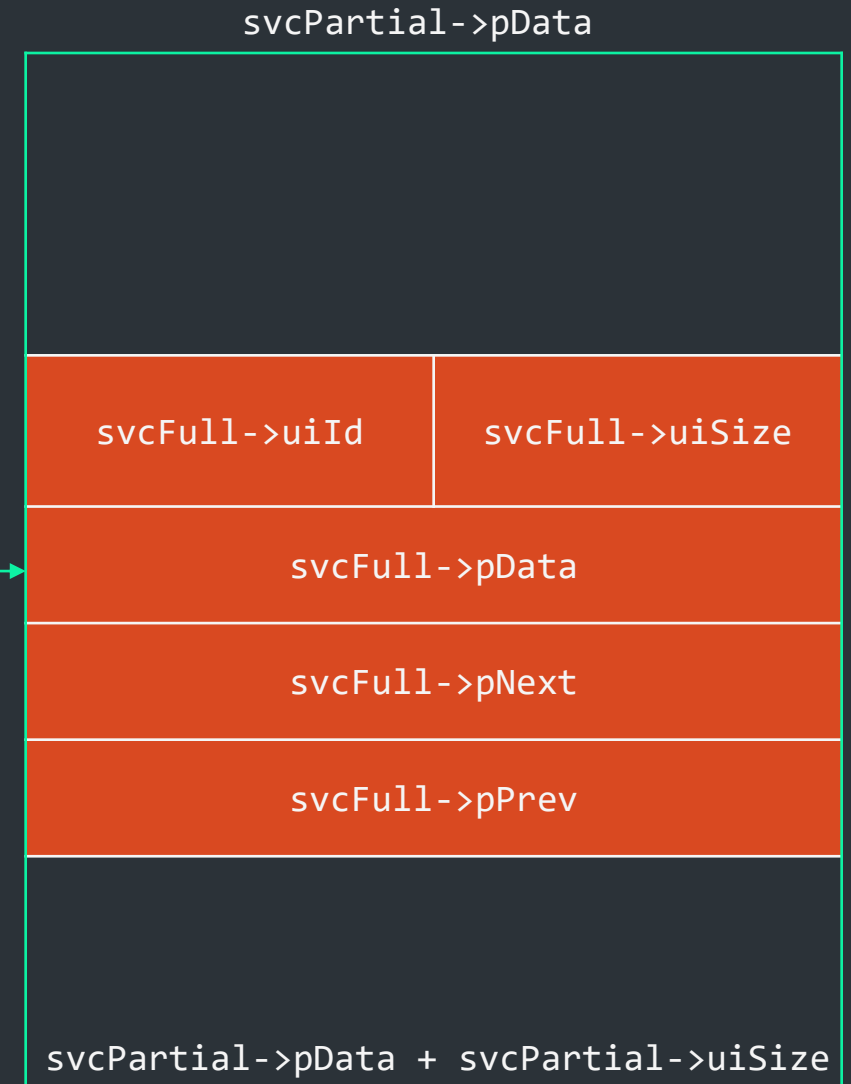 svcPartial->pData
svcFull->uiId svcFull->uiSize
svcFull->pData
svcFull->pNext
svcFull->pPrev
svcPartial->pData + svcPartial->uiSize